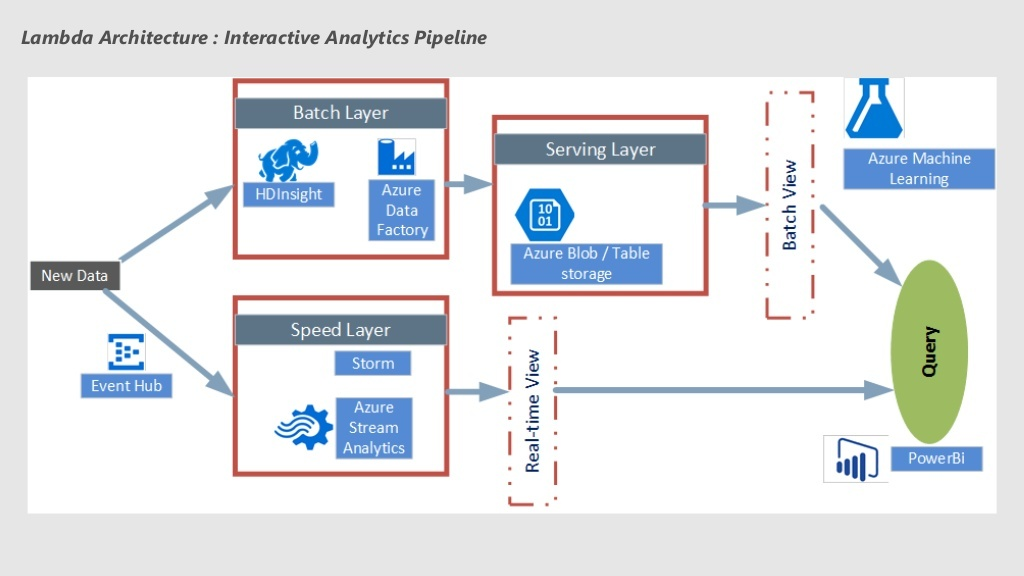 Lambda Architecture : Interactive Analytics Pipeline
Batch Layer
HDInsight
Azure
Data
Factory
Serving Layer
10
01
Azure Blob / Table
storage
Batch View
Azure Machine
Learning
New Data
Event Hub
Speed Layer
Storm
Azure
Stream
Analytics
Real-time View
Query
PowerBi